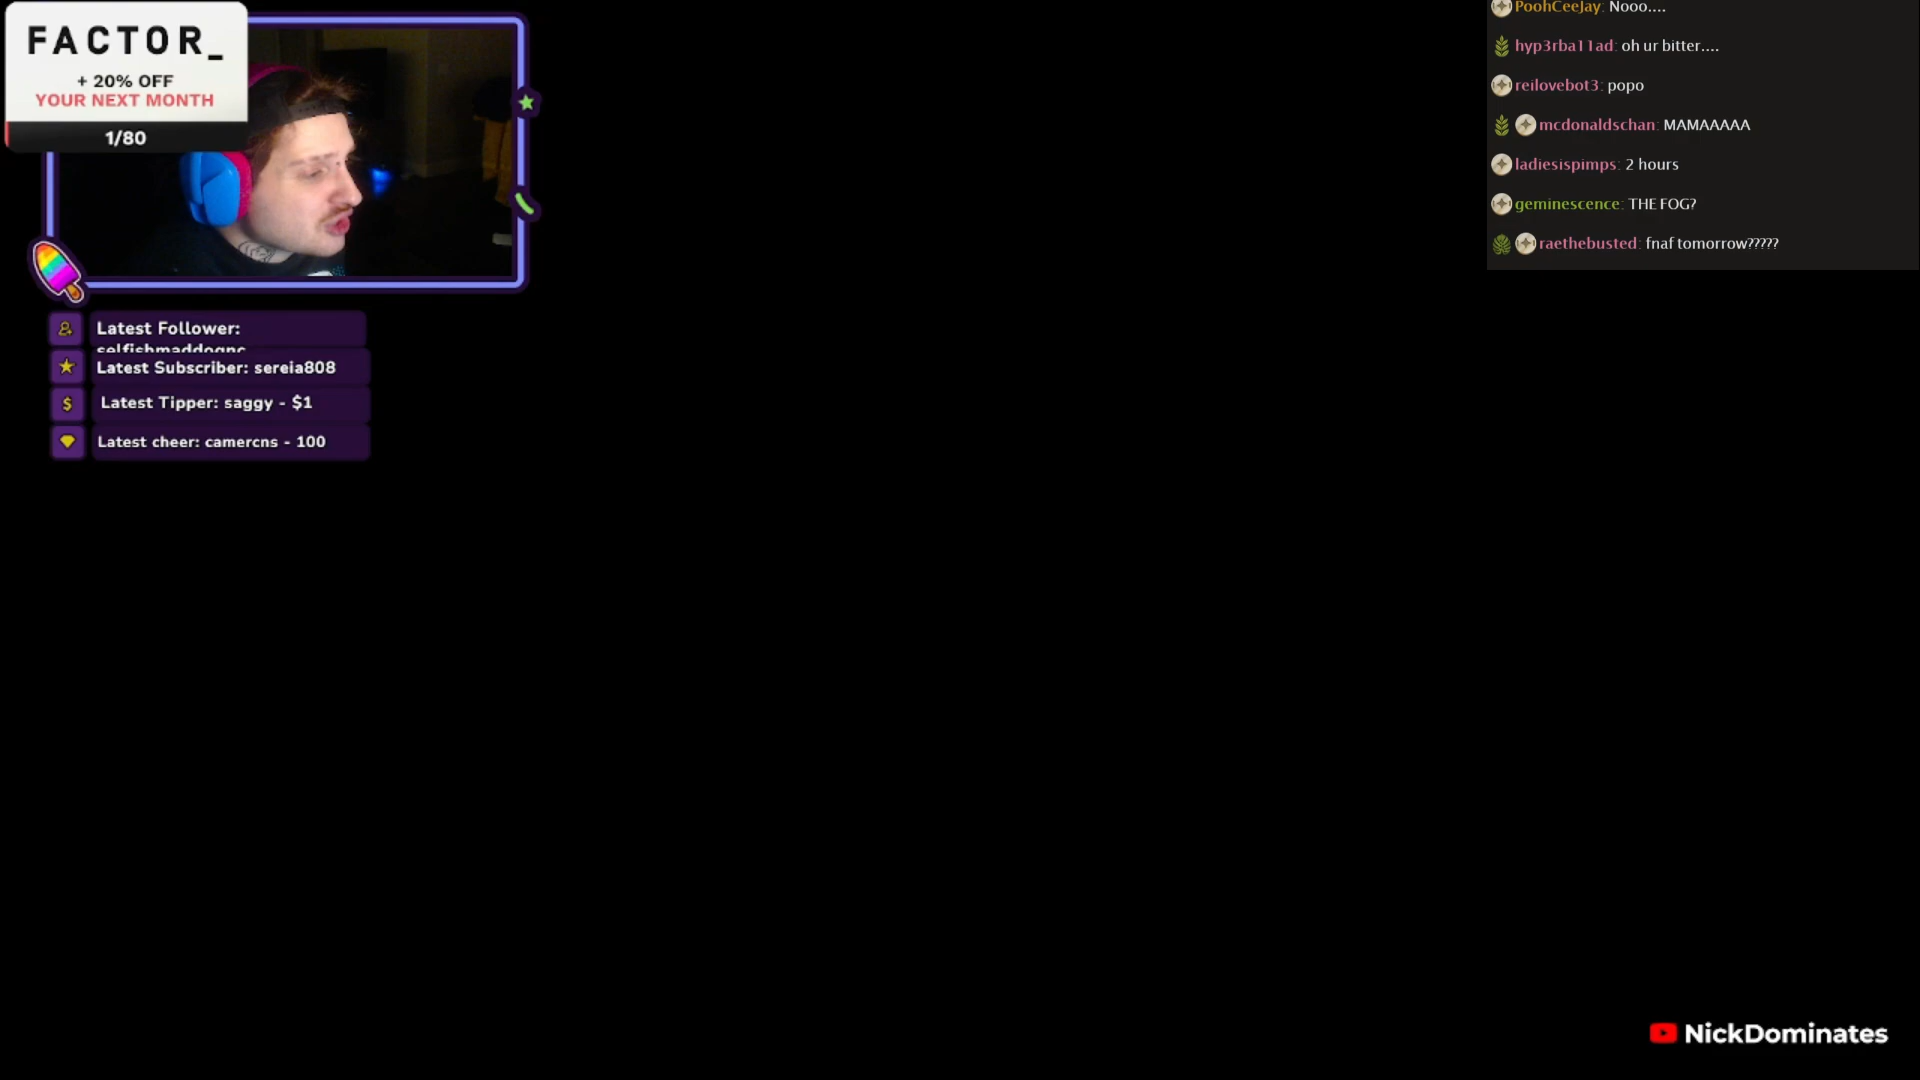 FACTOR_
+ 20% OFF
YOUR NEXT MONTH
1/80
Latest Follower:
selfishmaddognc
Latest Subscriber: sereia808
Latest Tipper: saggy - $1
Latest cheer: camercns - 100
PoohCeeJay: Nooo....
hyp3rba11ad: oh ur bitter....
reilovebot3: popo
mcdonaldschan: MAMAAAAA
ladiesispimps: 2 hours
geminescence: THE FOG?
raethebusted: fnaf tomorrow?????
NickDominates